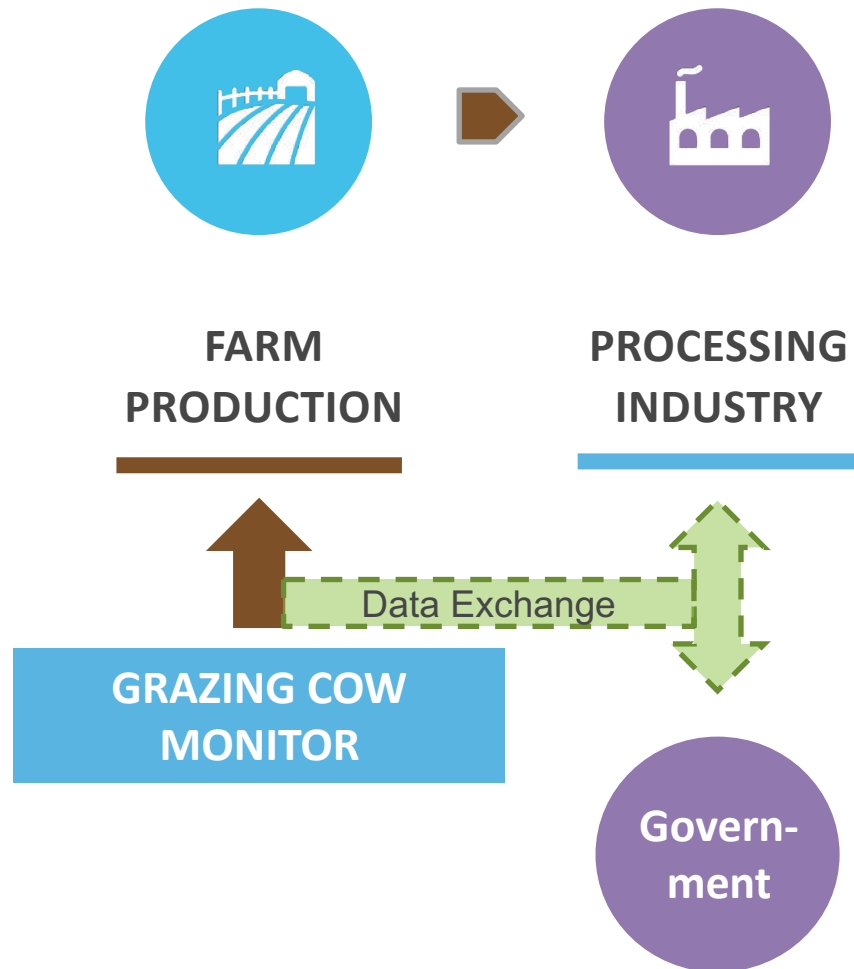 FARM
PRODUCTION
PROCESSING
INDUSTRY
Data Exchange
GRAZING COW
MONITOR
Govern-
ment